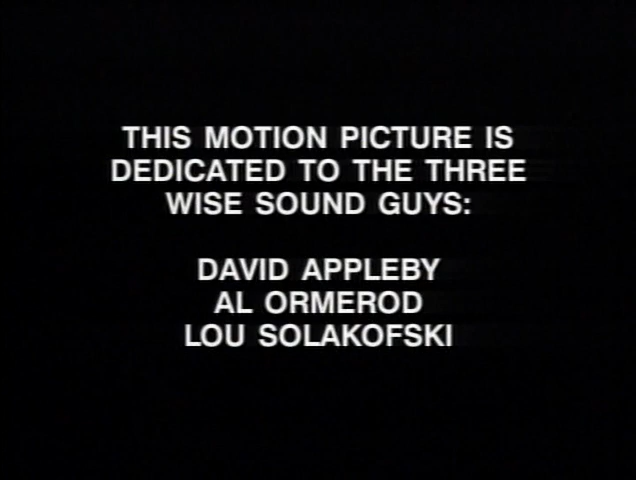 THIS MOTION PICTURE IS
DEDICATED TO THE THREE
WISE SOUND GUYS:
DAVID APPLEBY
AL ORMEROD
LOU SOLAKOFSKI